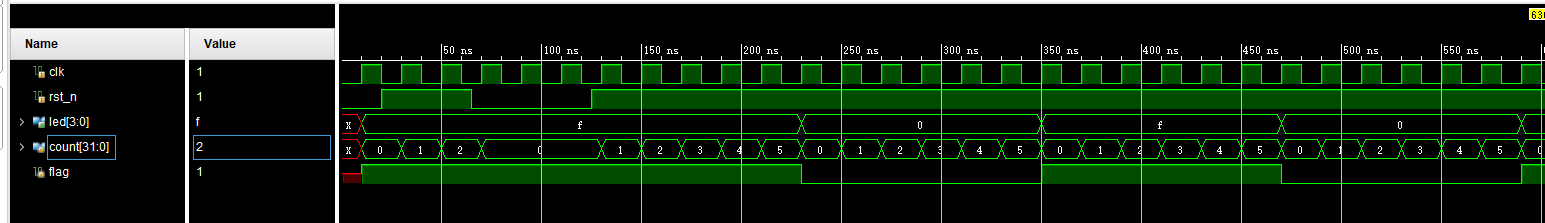 630
Name Value
50 ns 100 ns 150 ns 200 ns 250 ns 300 ns 350 ns 400 ns 450 ns 500 ns 550 ns
clk 1
rst_n 1
led[3:0] f X f 0 f 0
count[31:0] 2 X 0 1 2 0 1 2 3 4 5 0 1 2 3 4 5 0 1 2 3 4 5 0 1 2 3 4 5 0
flag 1